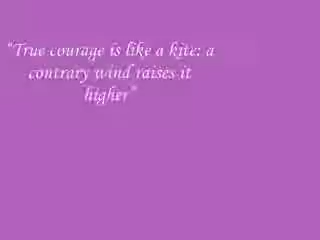 "True courage is like a kite: a
contrary wind raises it
higher"